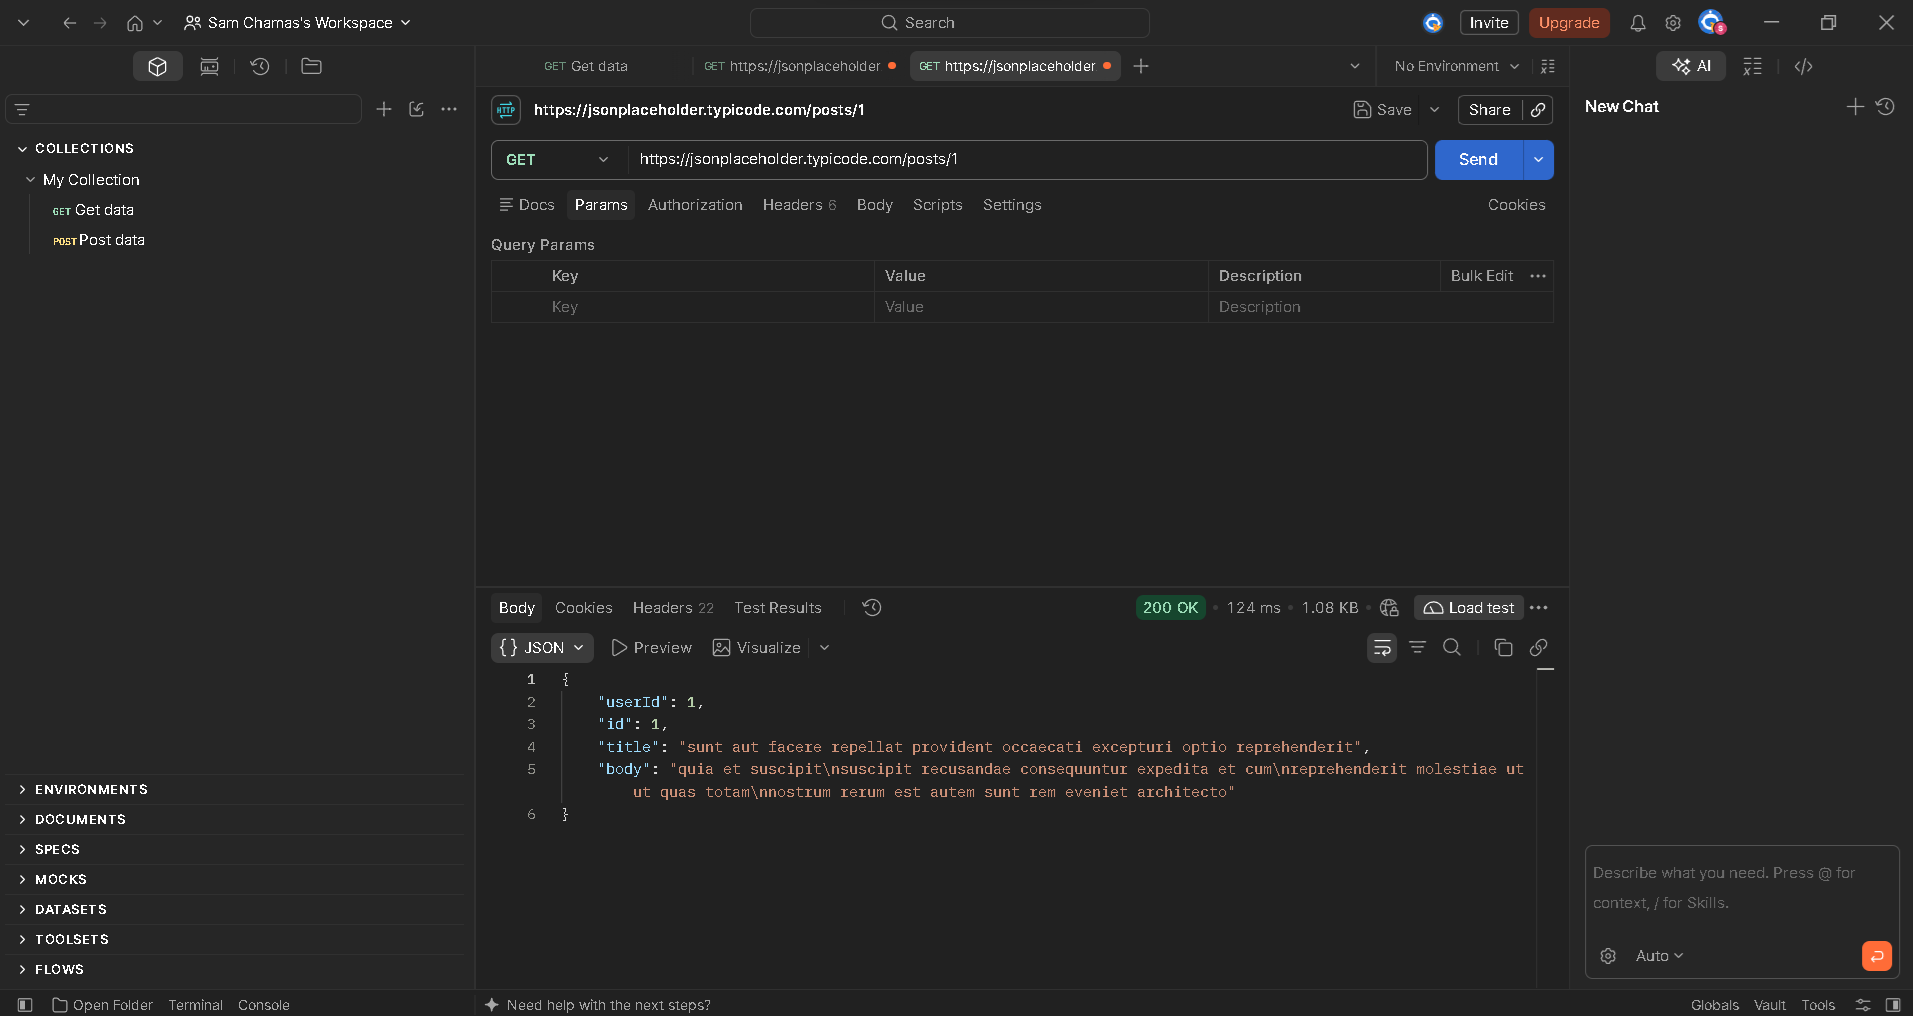 Sam Chamas's Workspace
Search
Invite
Upgrade
GET Get data
GET https://jsonplaceholder
GET https://jsonplaceholder
No Environment
AI
HTTP https://jsonplaceholder.typicode.com/posts/1
Save
Share
New Chat
COLLECTIONS
My Collection
GET Get data
POST Post data
GET
https://jsonplaceholder.typicode.com/posts/1
Send
Docs
Params
Authorization
Headers 6
Body
Scripts
Settings
Cookies
Query Params
Key
Value
Description
Bulk Edit
Key
Value
Description
Body
Cookies
Headers 22
Test Results
200 OK
124 ms
1.08 KB
Load test
{} JSON
Preview
Visualize
1 {
2 "userId": 1,
3 "id": 1,
4 "title": "sunt aut facere repellat provident occaecati excepturi optio reprehenderit",
5 "body": "quia et suscipit\nsuscipit recusandae consequuntur expedita et cum\nreprehenderit molestiae ut
ut quas totam\nnostrum rerum est autem sunt rem eveniet architecto"
6 }
ENVIRONMENTS
DOCUMENTS
SPECS
MOCKS
DATASETS
TOOLSETS
FLOWS
Describe what you need. Press @ for
context, / for Skills.
Auto
Open Folder
Terminal
Console
Need help with the next steps?
Globals
Vault
Tools